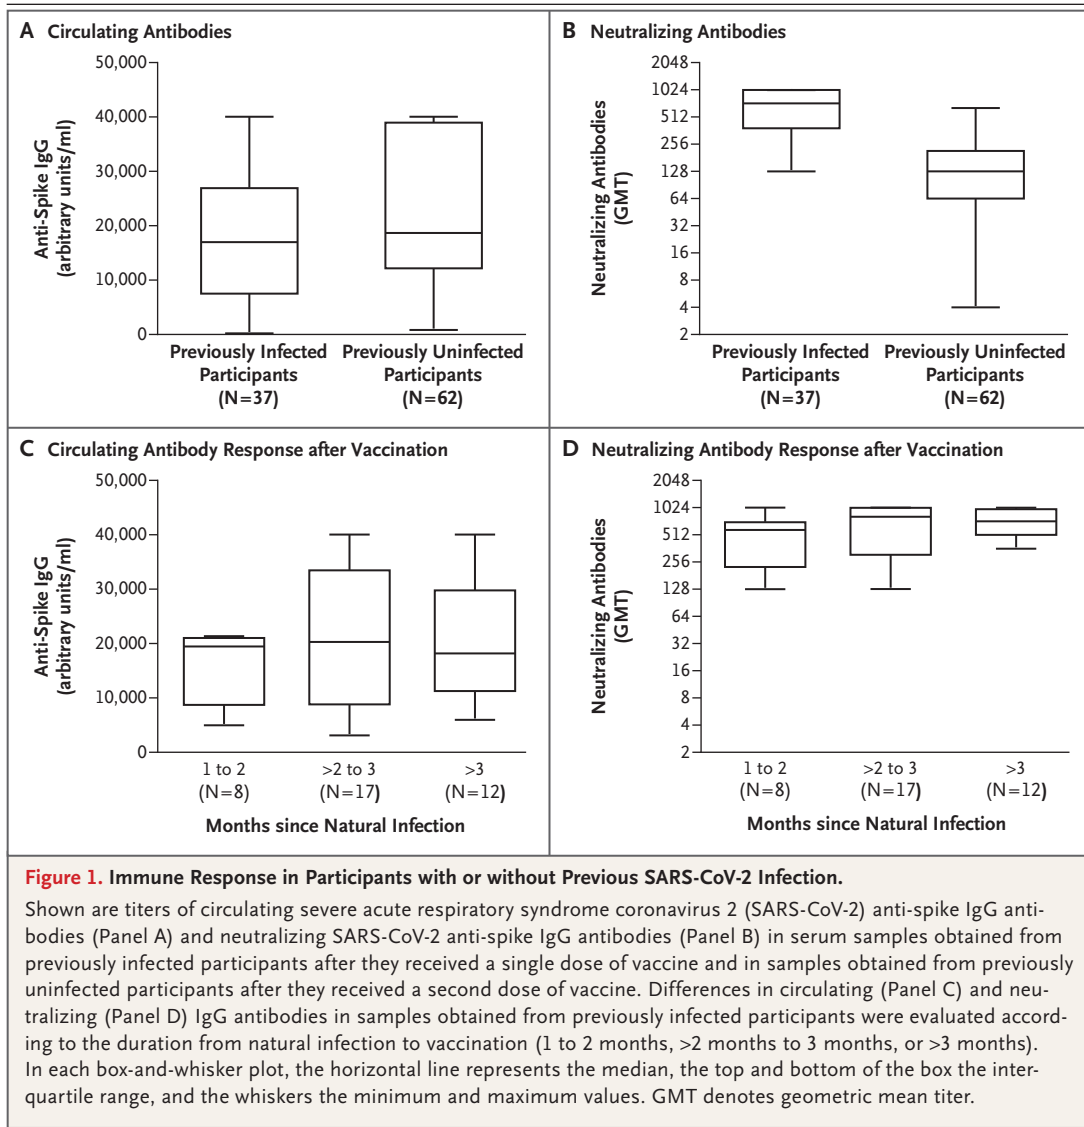 A Circulating Antibodies
50,000
40,000
30,000
20,000
10,000
0
Anti-Spike IgG
(arbitrary units/ml)
Previously Infected
Participants
(N=37)
Previously Uninfected
Participants
(N=62)
B Neutralizing Antibodies
2048
1024
512
256
128
64
32
16
8
4
2
Neutralizing Antibodies
(GMT)
Previously Infected
Participants
(N=37)
Previously Uninfected
Participants
(N=62)
C Circulating Antibody Response after Vaccination
50,000
40,000
30,000
20,000
10,000
0
Anti-Spike IgG
(arbitrary units/ml)
1 to 2
(N=8)
>2 to 3
(N=17)
>3
(N=12)
Months since Natural Infection
D Neutralizing Antibody Response after Vaccination
2048
1024
512
256
128
64
32
16
8
4
2
Neutralizing Antibodies
(GMT)
1 to 2
(N=8)
>2 to 3
(N=17)
>3
(N=12)
Months since Natural Infection
Figure 1. Immune Response in Participants with or without Previous SARS-CoV-2 Infection.
Shown are titers of circulating severe acute respiratory syndrome coronavirus 2 (SARS-CoV-2) anti-spike IgG anti-
bodies (Panel A) and neutralizing SARS-CoV-2 anti-spike IgG antibodies (Panel B) in serum samples obtained from
previously infected participants after they received a single dose of vaccine and in samples obtained from previously
uninfected participants after they received a second dose of vaccine. Differences in circulating (Panel C) and neu-
tralizing (Panel D) IgG antibodies in samples obtained from previously infected participants were evaluated accord-
ing to the duration from natural infection to vaccination (1 to 2 months, >2 months to 3 months, or >3 months).
In each box-and-whisker plot, the horizontal line represents the median, the top and bottom of the box the inter-
quartile range, and the whiskers the minimum and maximum values. GMT denotes geometric mean titer.